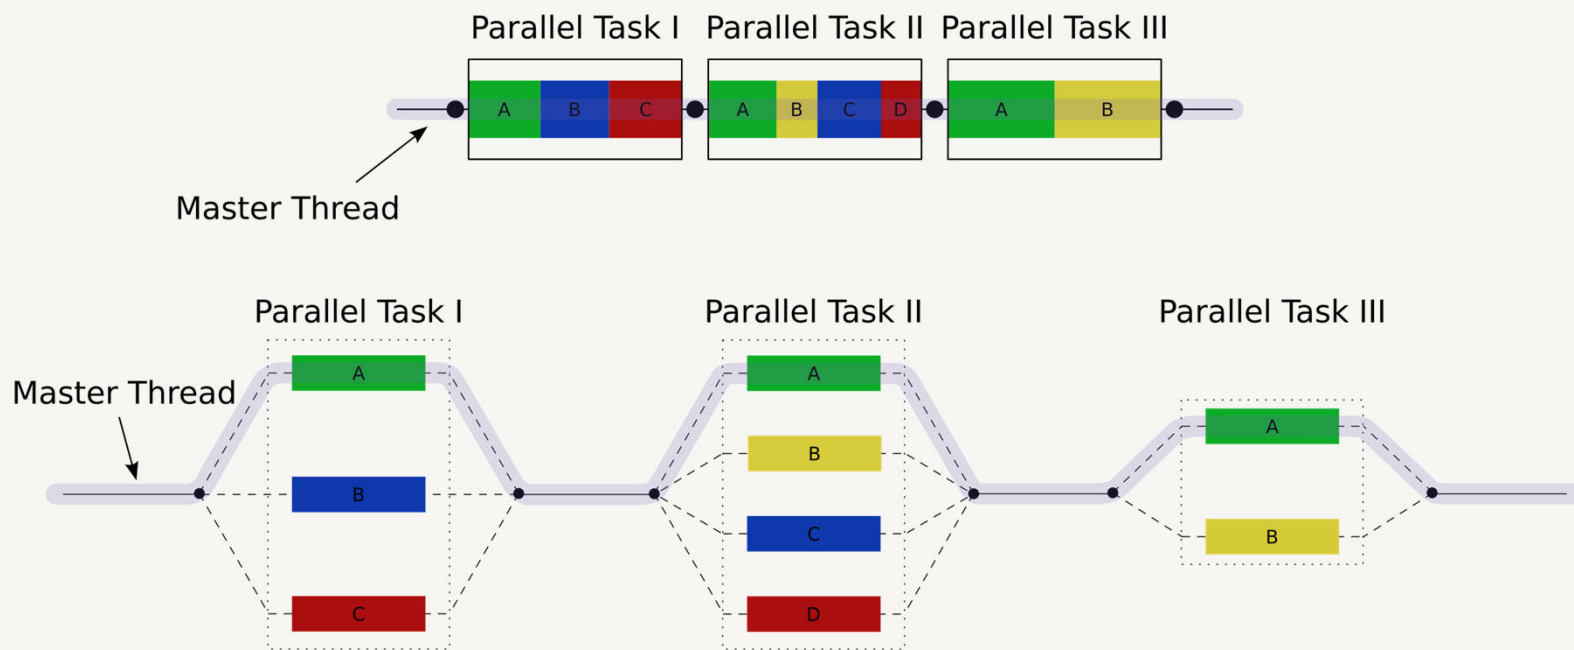 Parallel Task I
Parallel Task II
Parallel Task III
A B C
A B C D
A B
Master Thread
Parallel Task I
Parallel Task II
Parallel Task III
Master Thread
A
B
C
A
B
C
D
A
B